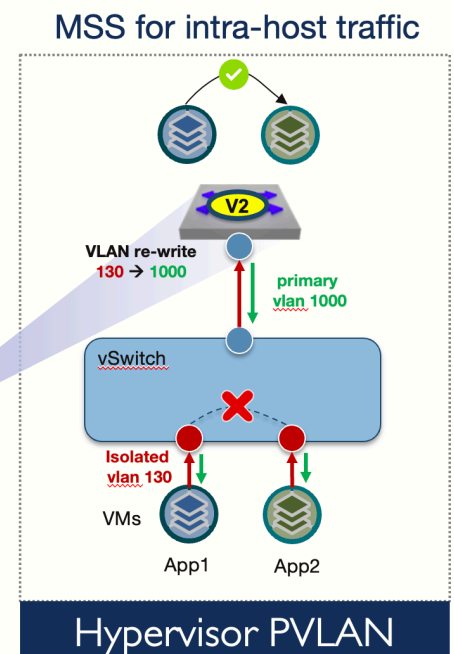 MSS for intra-host traffic
V2
VLAN re-write
130 → 1000
primary
vlan 1000
vSwitch
Isolated
vlan 130
VMs
App1
App2
Hypervisor PVLAN